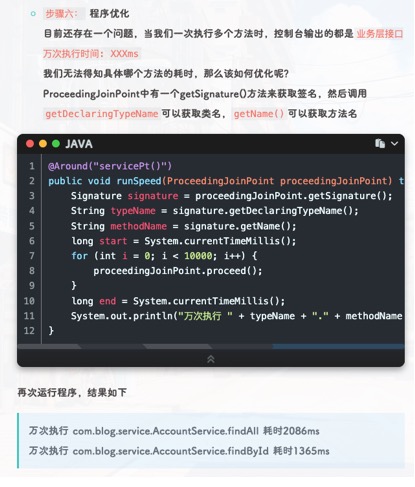 步骤六： 程序优化
目前还存在一个问题，当我们一次执行多个方法时，控制台输出的都是 业务层接口
万次执行时间: XXXms
我们无法得知具体哪个方法的耗时，那么该如何优化呢?
ProceedingJoinPoint中有一个getSignature()方法来获取签名，然后调用
getDeclaringTypeName 可以获取类名，getName() 可以获取方法名
JAVA
1 @Around("servicePt()")
2 public void runSpeed(ProceedingJoinPoint proceedingJoinPoint) t
3 Signature signature = proceedingJoinPoint.getSignature();
4 String typeName = signature.getDeclaringTypeName();
5 String methodName = signature.getName();
6 long start = System.currentTimeMillis();
7 for (int i = 0; i < 10000; i++) {
8 proceedingJoinPoint.proceed();
9 }
10 long end = System.currentTimeMillis();
11 System.out.println("万次执行 " + typeName + "." + methodName
12 }
再次运行程序，结果如下
万次执行 com.blog.service.AccountService.findAll 耗时2086ms
万次执行 com.blog.service.AccountService.findById 耗时1365ms